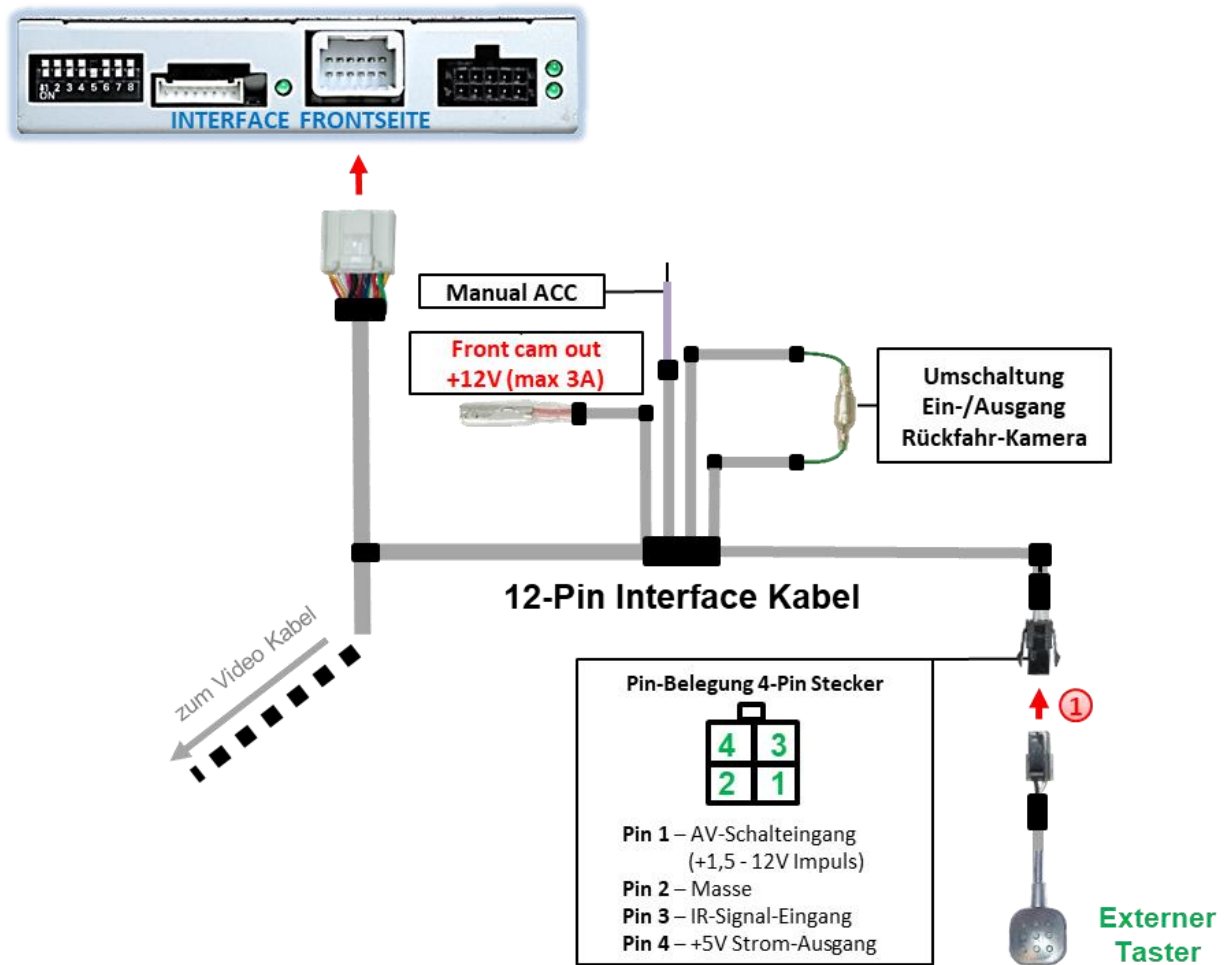 1 2 3 4 5 6 7 8
ON
INTERFACE FRONTSEITE
Manual ACC
Front cam out
+12V (max 3A)
Umschaltung
Ein-/Ausgang
Rückfahr-Kamera
12-Pin Interface Kabel
zum Video Kabel
Pin-Belegung 4-Pin Stecker
4 3
2 1
Pin 1 – AV-Schalteingang
(+1,5 - 12V Impuls)
Pin 2 – Masse
Pin 3 – IR-Signal-Eingang
Pin 4 – +5V Strom-Ausgang
1
Externer
Taster